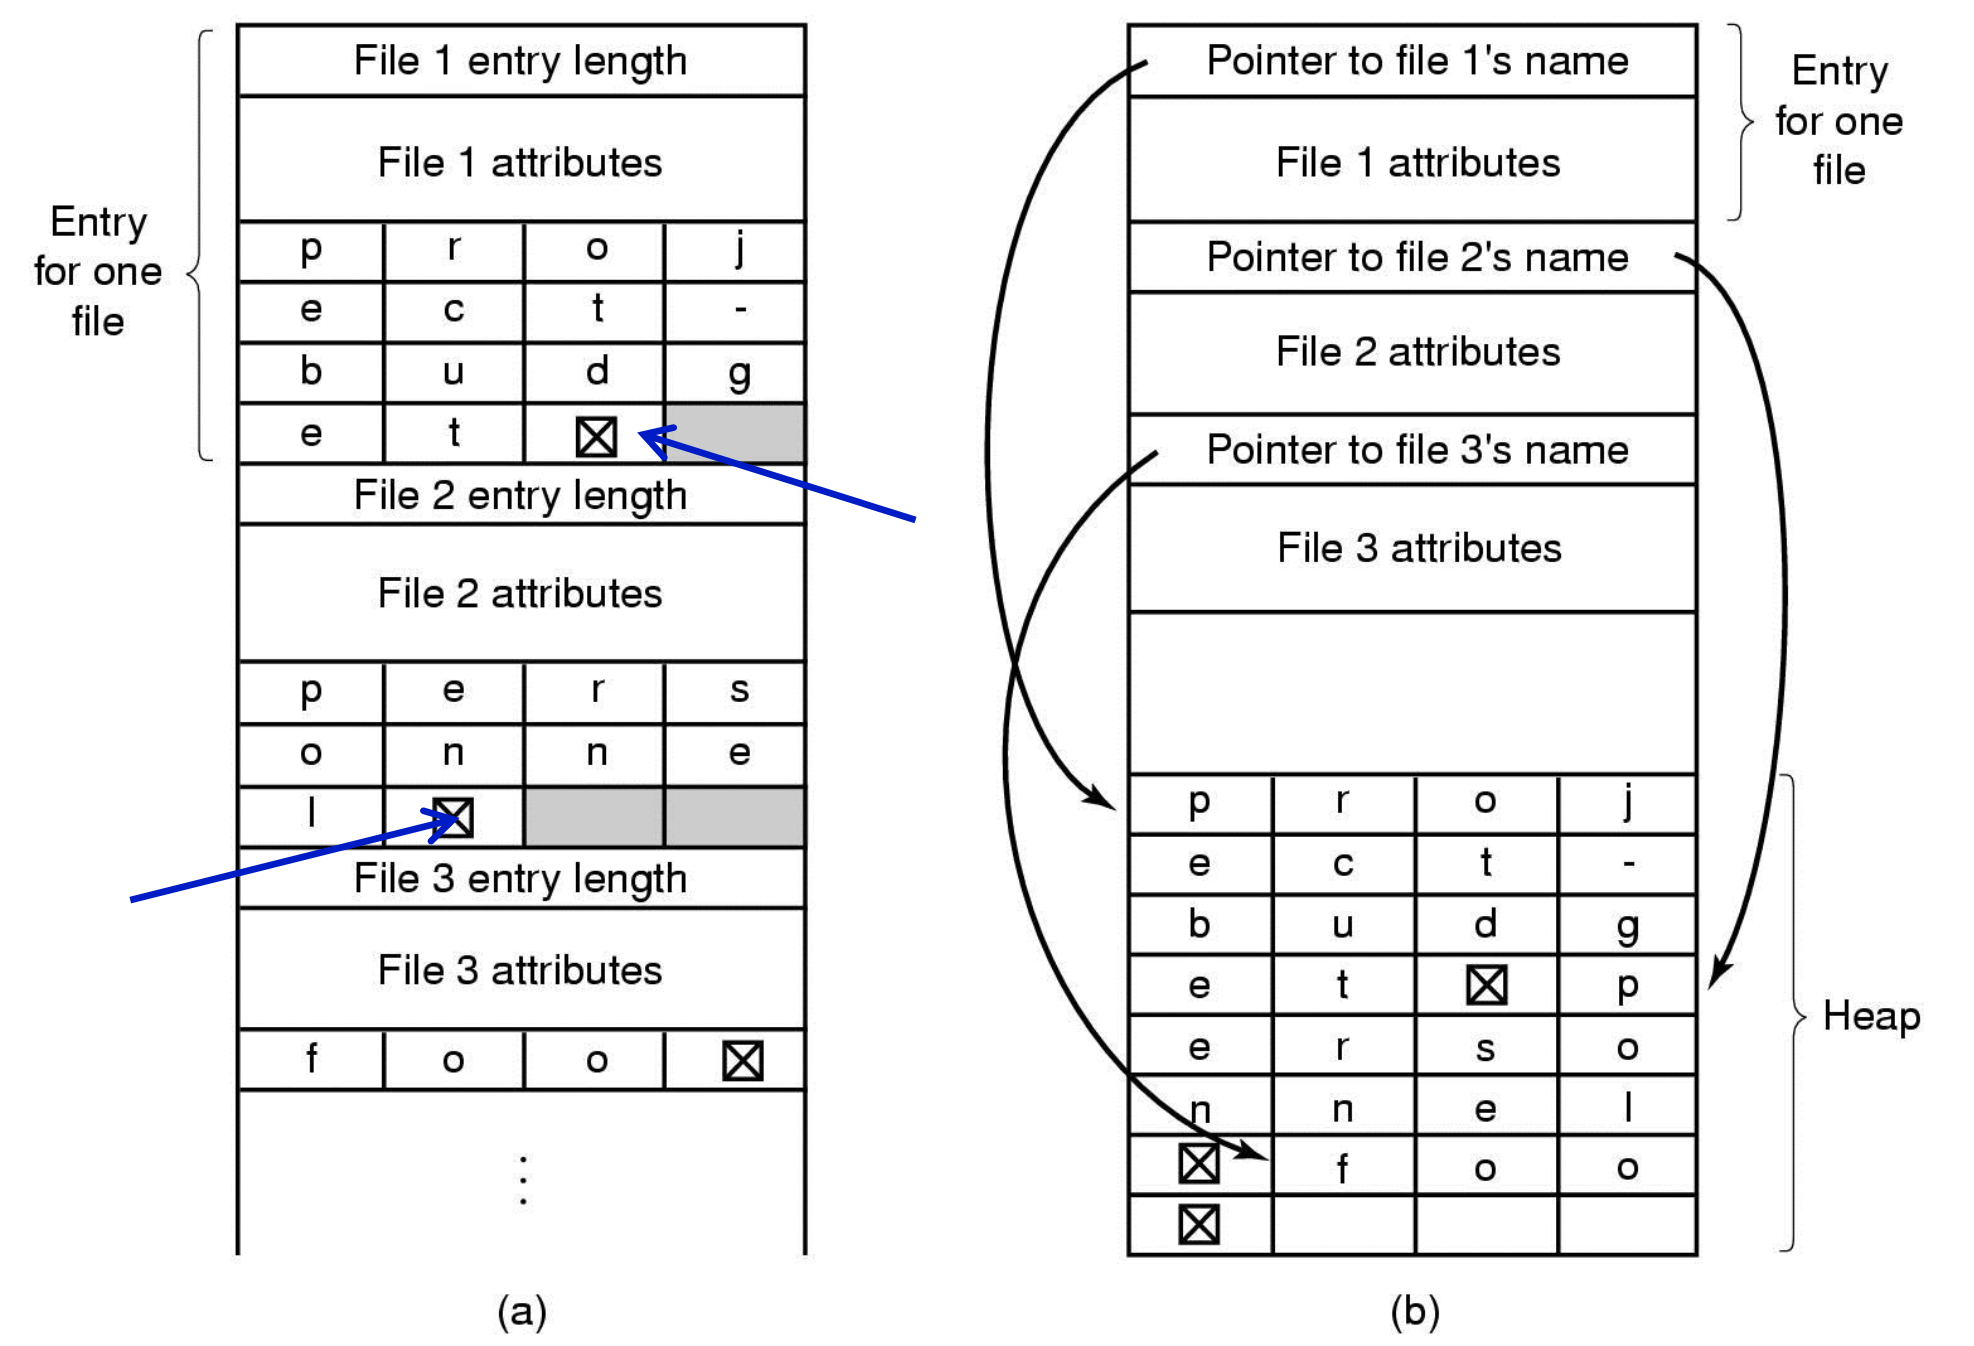 File 1 entry length
File 1 attributes
Entry
for one
file
p r o j
e c t -
b u d g
e t ☒
File 2 entry length
File 2 attributes
p e r s
o n n e
l ☒
File 3 entry length
File 3 attributes
f o o ☒
⋮
(a)
Pointer to file 1's name
File 1 attributes
Entry
for one
file
Pointer to file 2's name
File 2 attributes
Pointer to file 3's name
File 3 attributes
p r o j
e c t -
b u d g
e t ☒ p
e r s o
n n e l
☒ f o o
☒
Heap
(b)